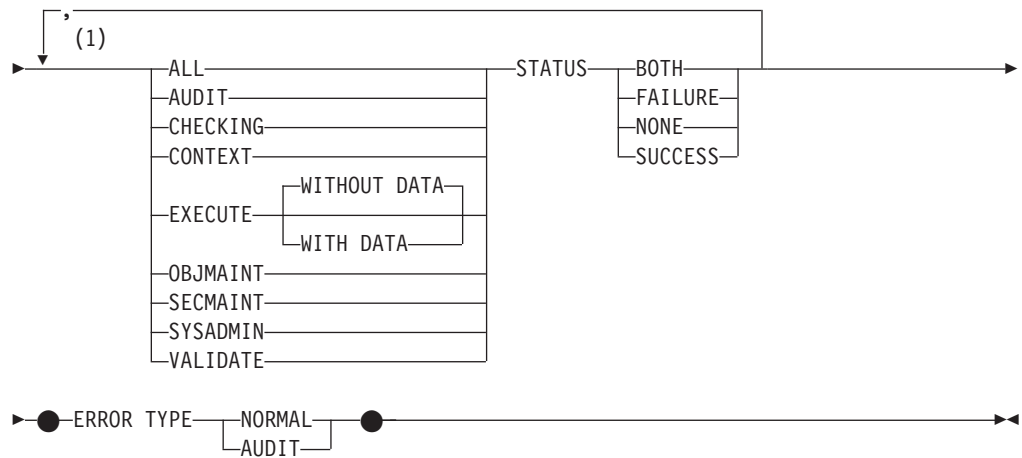 ,
(1)
ALL STATUS BOTH
AUDIT FAILURE
CHECKING NONE
CONTEXT SUCCESS
WITHOUT DATA
EXECUTE
WITH DATA
OBJMAINT
SECMAINT
SYSADMIN
VALIDATE
ERROR TYPE NORMAL
AUDIT